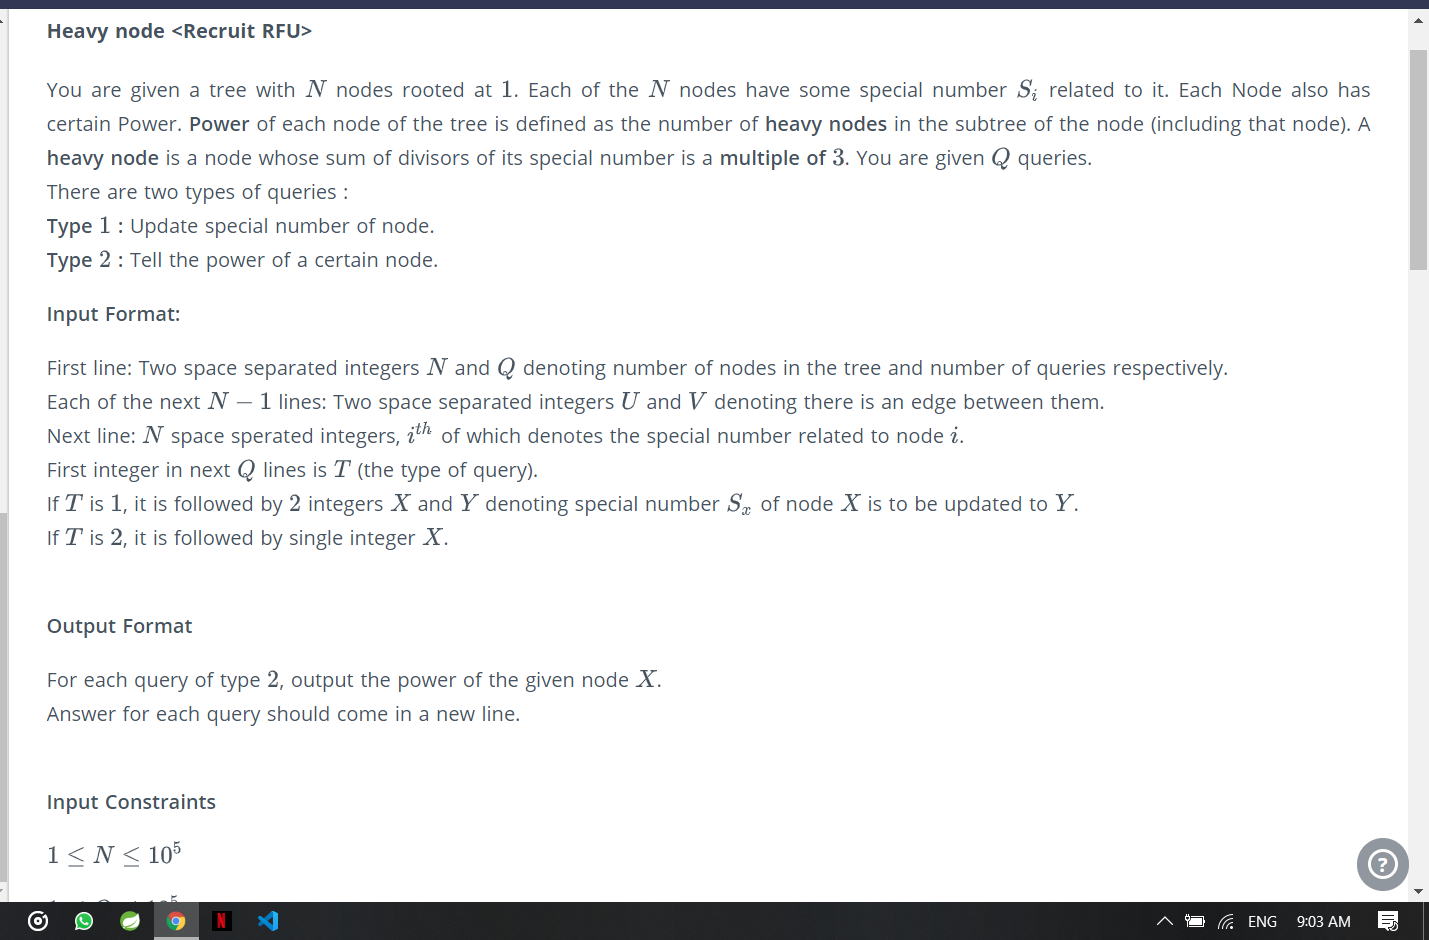 Heavy node <Recruit RFU>
You are given a tree with N nodes rooted at 1. Each of the N nodes have some special number S_i related to it. Each Node also has
certain Power. Power of each node of the tree is defined as the number of heavy nodes in the subtree of the node (including that node). A
heavy node is a node whose sum of divisors of its special number is a multiple of 3. You are given Q queries.
There are two types of queries :
Type 1 : Update special number of node.
Type 2 : Tell the power of a certain node.
Input Format:
First line: Two space separated integers N and Q denoting number of nodes in the tree and number of queries respectively.
Each of the next N − 1 lines: Two space separated integers U and V denoting there is an edge between them.
Next line: N space sperated integers, i^th of which denotes the special number related to node i.
First integer in next Q lines is T (the type of query).
If T is 1, it is followed by 2 integers X and Y denoting special number S_x of node X is to be updated to Y.
If T is 2, it is followed by single integer X.
Output Format
For each query of type 2, output the power of the given node X.
Answer for each query should come in a new line.
Input Constraints
1 ≤ N ≤ 10^5
?
N
ENG 9:03 AM